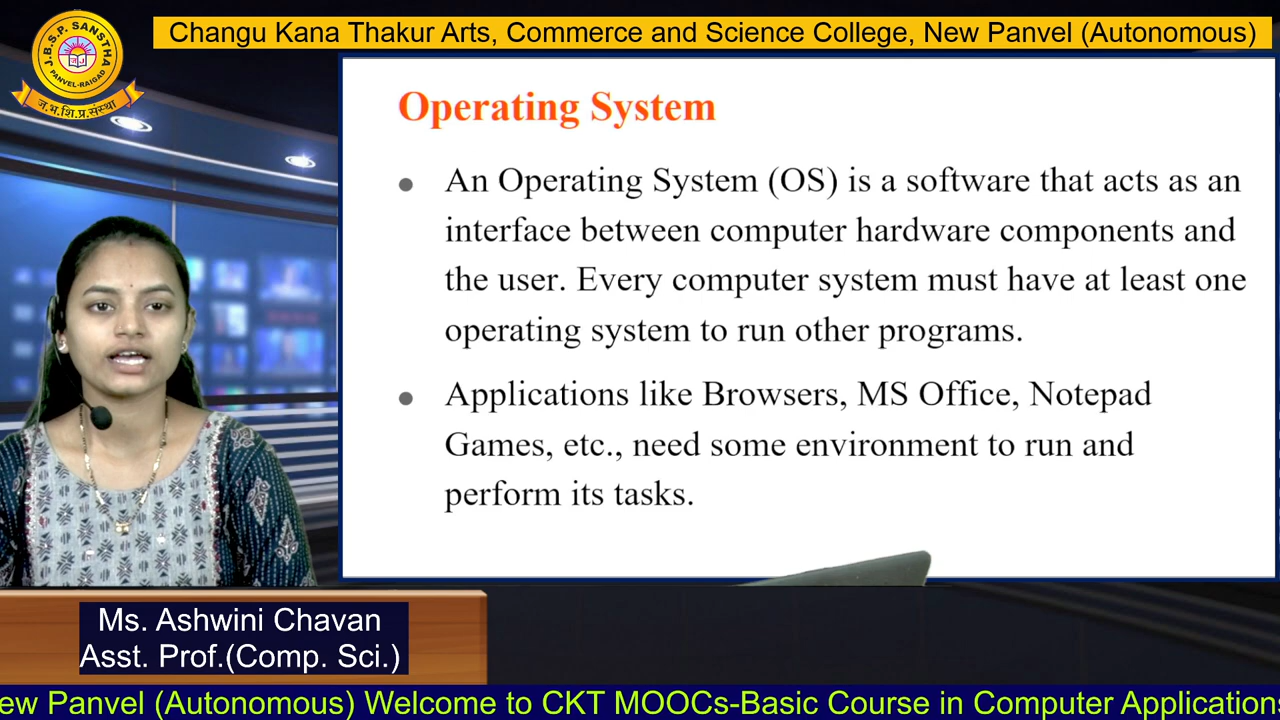 Changu Kana Thakur Arts, Commerce and Science College, New Panvel (Autonomous)
J.B.S.P. SANSTHA
PANVEL-RAIGAD
ज.भ.शि.प्र.संस्था
Operating System
An Operating System (OS) is a software that acts as an
interface between computer hardware components and
the user. Every computer system must have at least one
operating system to run other programs.
Applications like Browsers, MS Office, Notepad
Games, etc., need some environment to run and
perform its tasks.
Ms. Ashwini Chavan
Asst. Prof.(Comp. Sci.)
ew Panvel (Autonomous) Welcome to CKT MOOCs-Basic Course in Computer Applications